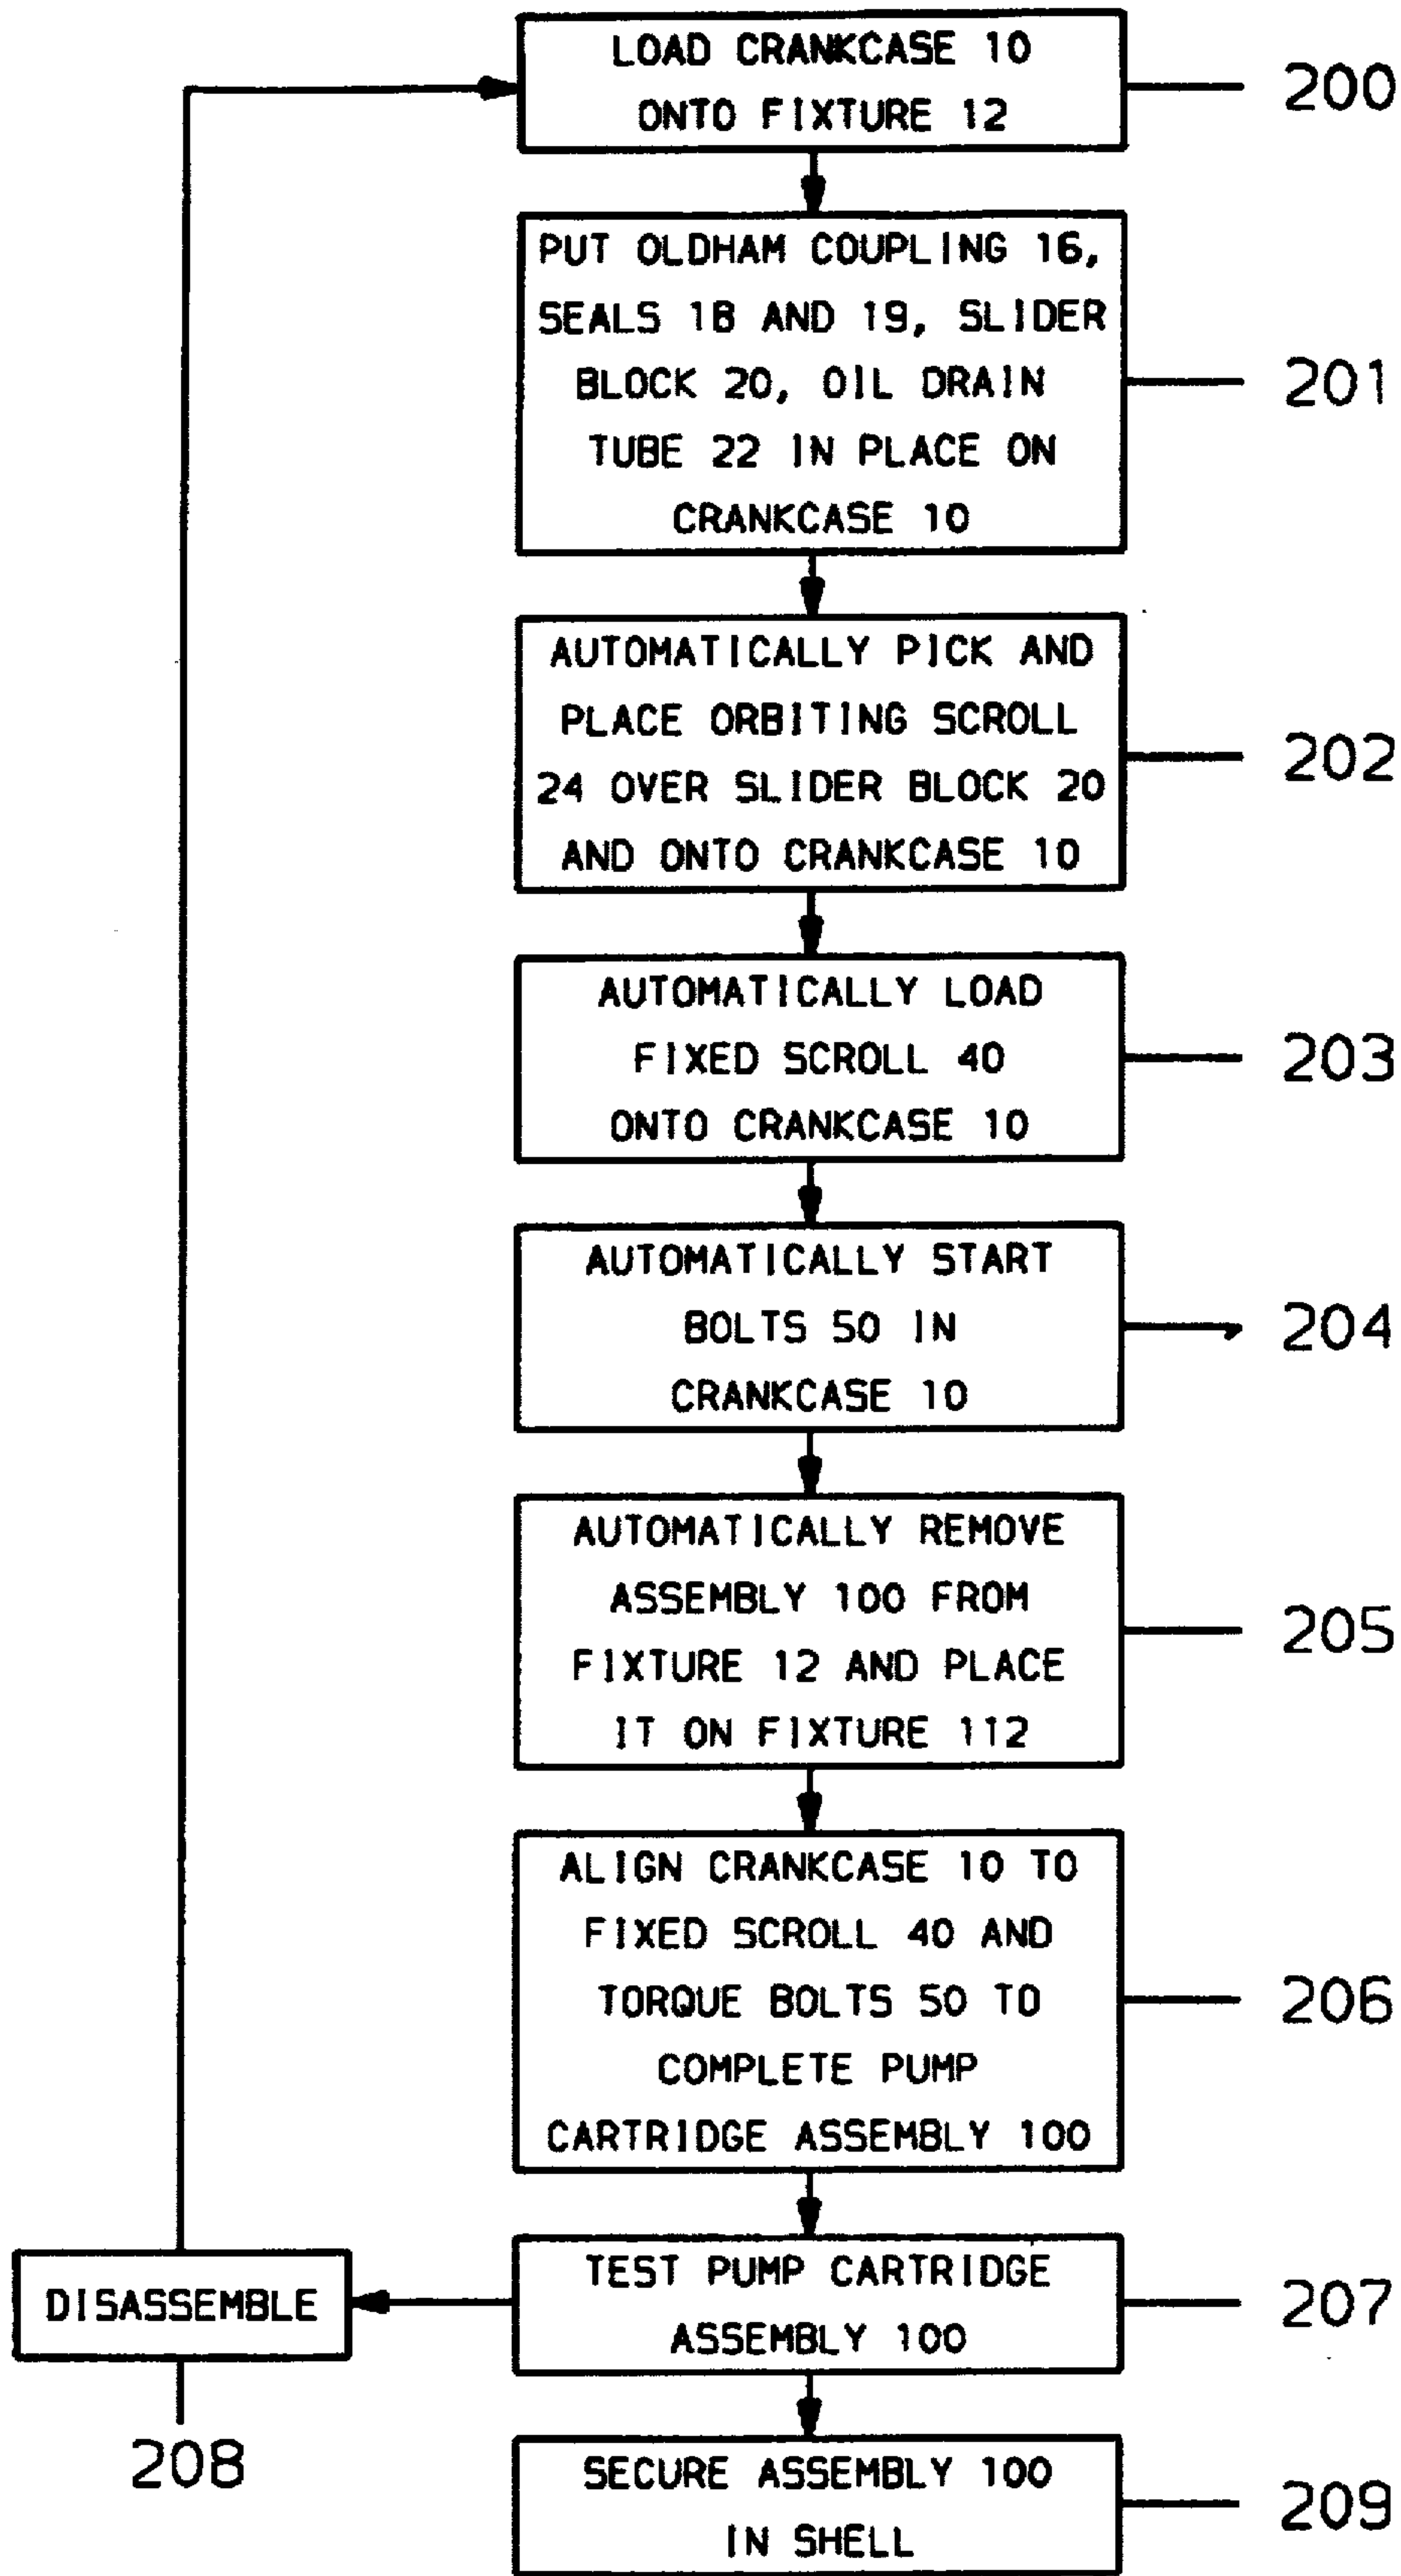 LOAD CRANKCASE 10
ONTO FIXTURE 12
200
PUT OLDHAM COUPLING 16,
SEALS 18 AND 19, SLIDER
BLOCK 20, OIL DRAIN
TUBE 22 IN PLACE ON
CRANKCASE 10
201
AUTOMATICALLY PICK AND
PLACE ORBITING SCROLL
24 OVER SLIDER BLOCK 20
AND ONTO CRANKCASE 10
202
AUTOMATICALLY LOAD
FIXED SCROLL 40
ONTO CRANKCASE 10
203
AUTOMATICALLY START
BOLTS 50 IN
CRANKCASE 10
204
AUTOMATICALLY REMOVE
ASSEMBLY 100 FROM
FIXTURE 12 AND PLACE
IT ON FIXTURE 112
205
ALIGN CRANKCASE 10 TO
FIXED SCROLL 40 AND
TORQUE BOLTS 50 TO
COMPLETE PUMP
CARTRIDGE ASSEMBLY 100
206
TEST PUMP CARTRIDGE
ASSEMBLY 100
207
DISASSEMBLE
208
SECURE ASSEMBLY 100
IN SHELL
209